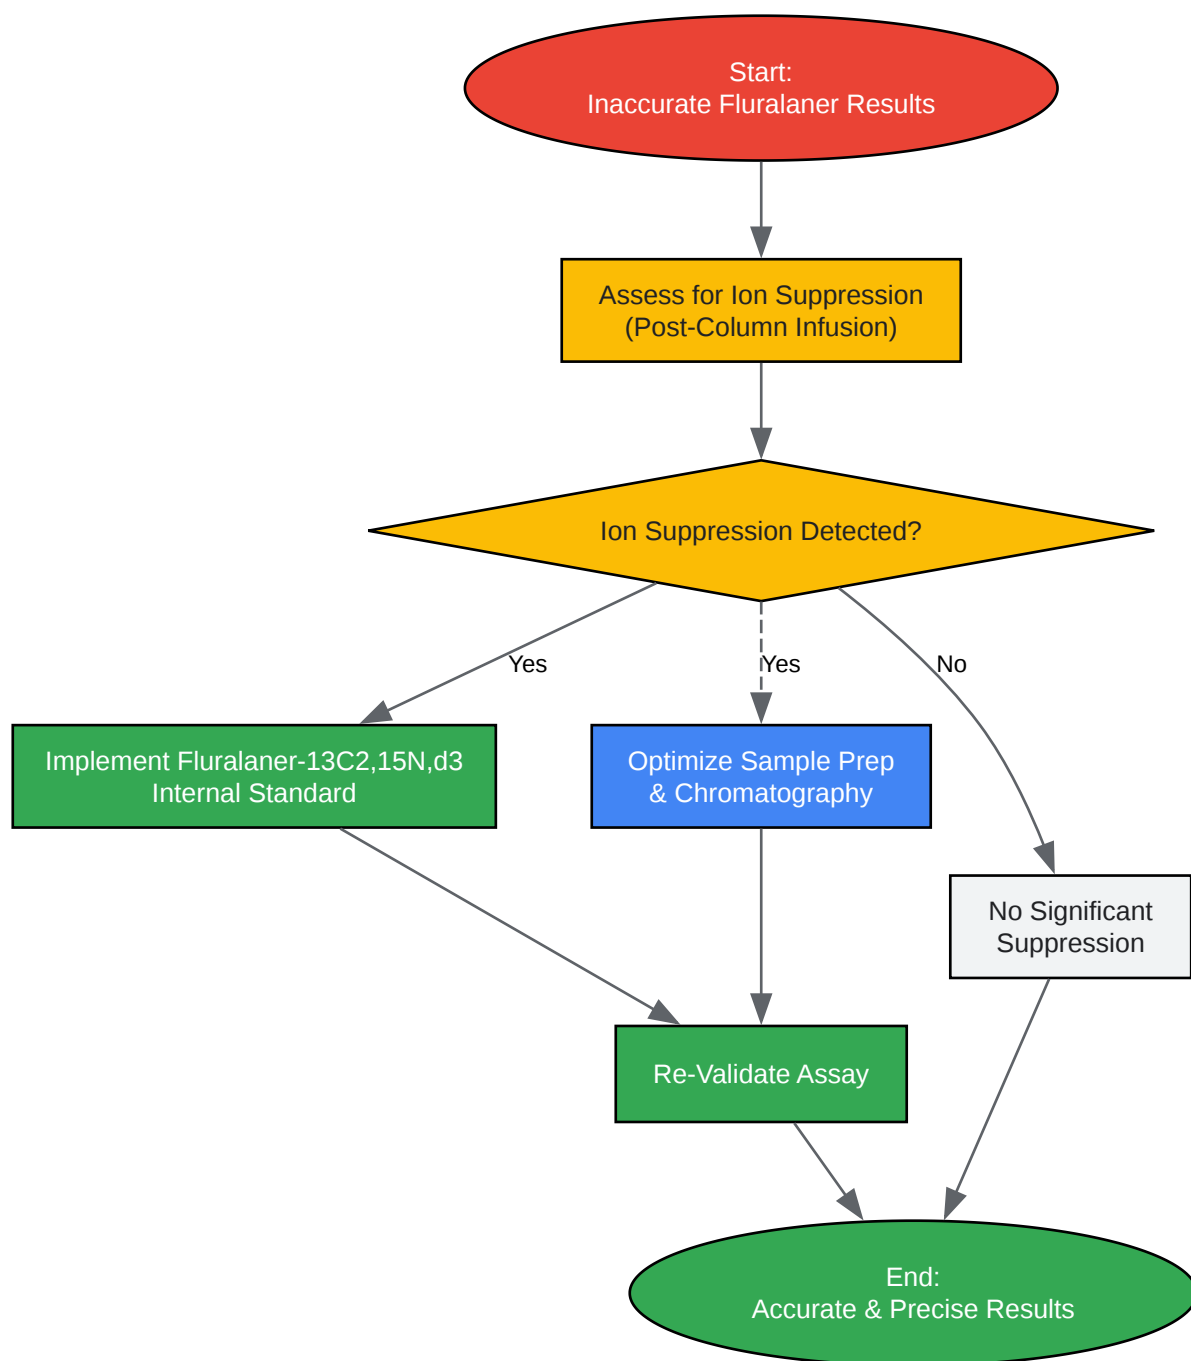 Start:
Inaccurate Fluralaner Results
Assess for Ion Suppression
(Post-Column Infusion)
Ion Suppression Detected?
Yes
Yes
No
Implement Fluralaner-13C2,15N,d3
Internal Standard
Optimize Sample Prep
& Chromatography
No Significant
Suppression
Re-Validate Assay
End:
Accurate & Precise Results